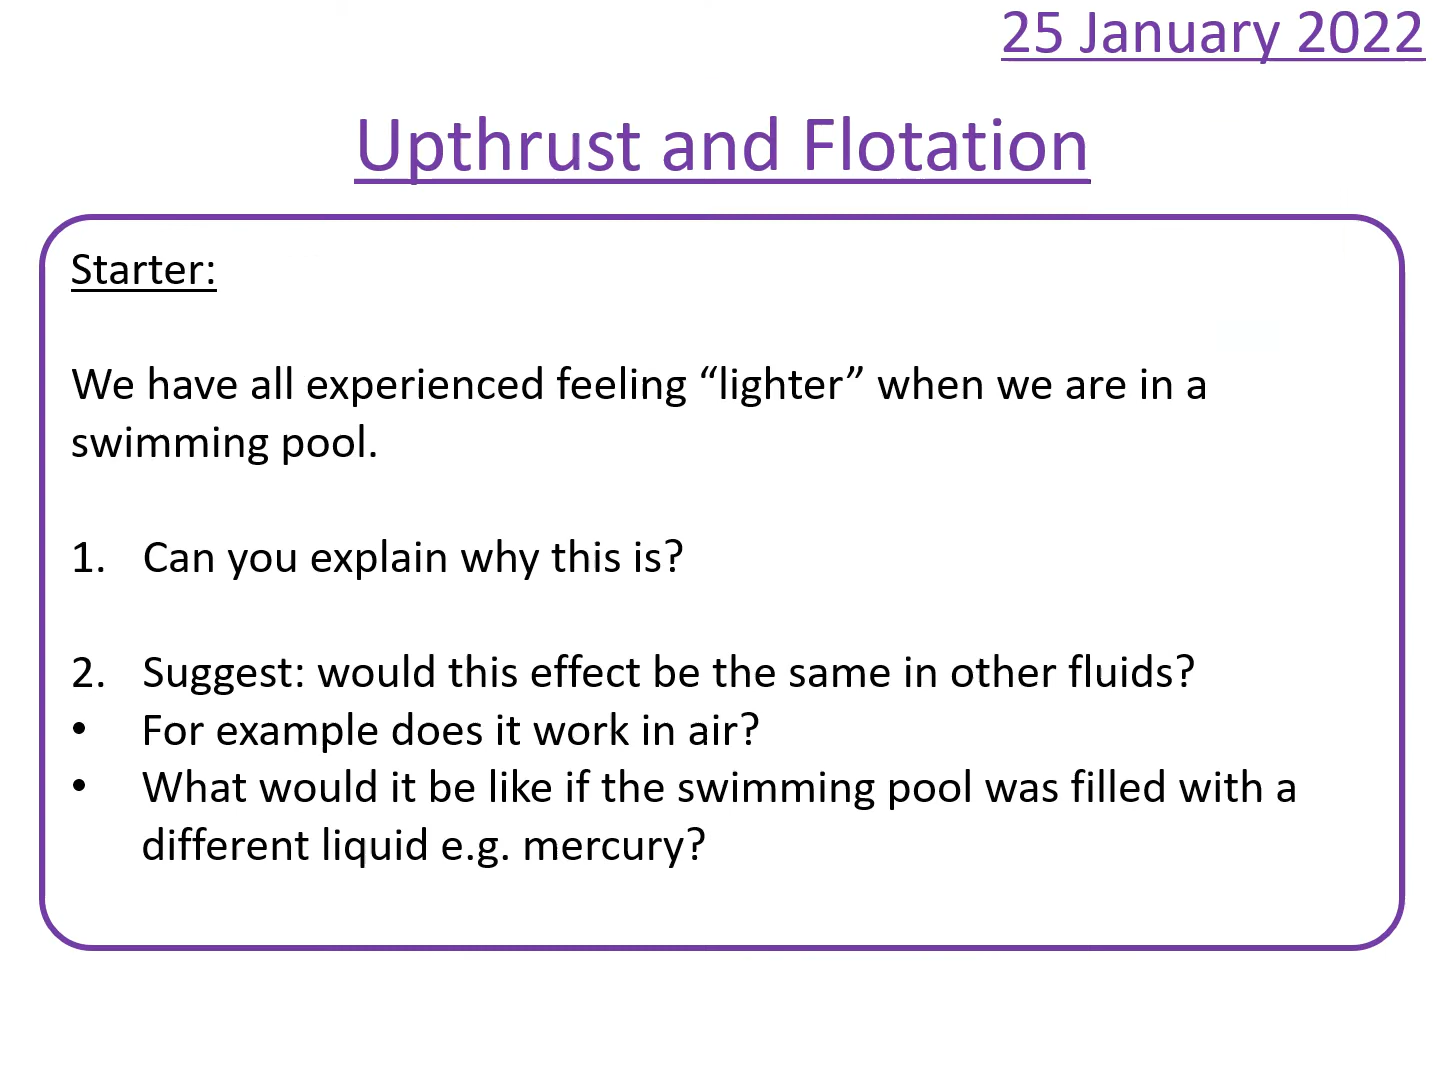 25 January 2022
Upthrust and Flotation
Starter:
We have all experienced feeling “lighter” when we are in a
swimming pool.
1. Can you explain why this is?
2. Suggest: would this effect be the same in other fluids?
• For example does it work in air?
• What would it be like if the swimming pool was filled with a
different liquid e.g. mercury?